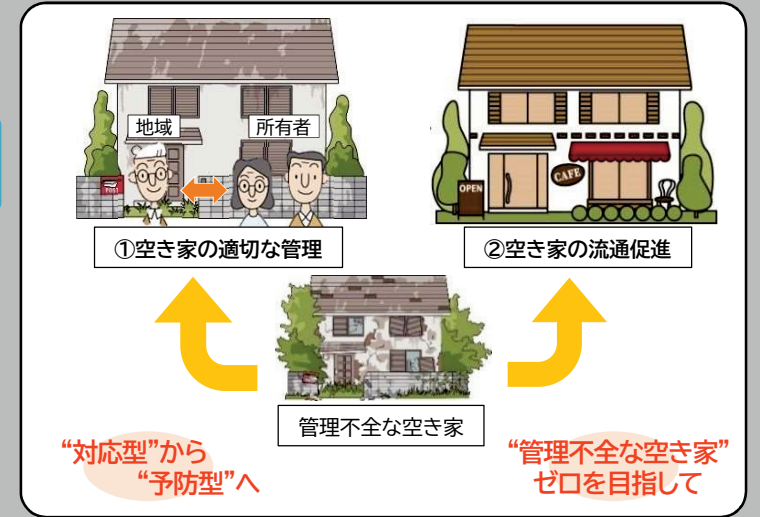 地域
所有者
POST
CAFE
OPEN
①空き家の適切な管理
②空き家の流通促進
管理不全な空き家
“対応型”から
“予防型”へ
“管理不全な空き家”
ゼロを目指して